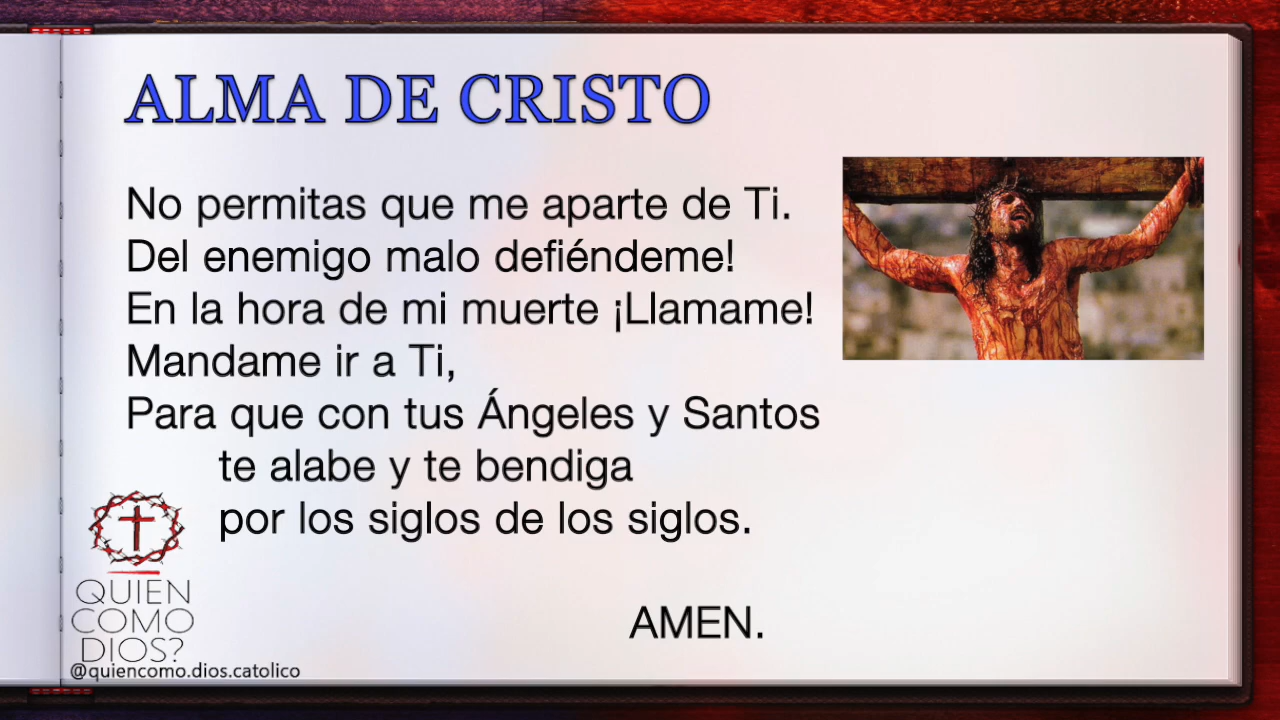 ALMA DE CRISTO
No permitas que me aparte de Ti.
Del enemigo malo defiéndeme!
En la hora de mi muerte ¡Llamame!
Mandame ir a Ti,
Para que con tus Ángeles y Santos
te alabe y te bendiga
por los siglos de los siglos.
AMEN.
QUIEN
COMO
DIOS?
@quiencomo.dios.catolico